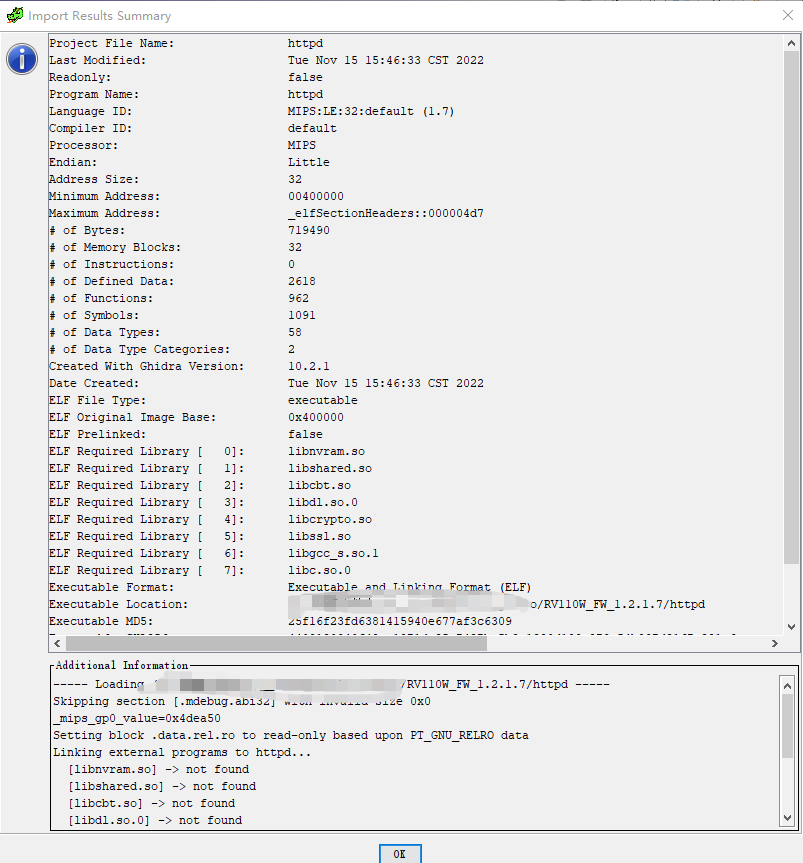 Import Results Summary
Project File Name: httpd
Last Modified: Tue Nov 15 15:46:33 CST 2022
Readonly: false
Program Name: httpd
Language ID: MIPS:LE:32:default (1.7)
Compiler ID: default
Processor: MIPS
Endian: Little
Address Size: 32
Minimum Address: 00400000
Maximum Address: _elfSectionHeaders::000004d7
# of Bytes: 719490
# of Memory Blocks: 32
# of Instructions: 0
# of Defined Data: 2618
# of Functions: 962
# of Symbols: 1091
# of Data Types: 58
# of Data Type Categories: 2
Created With Ghidra Version: 10.2.1
Date Created: Tue Nov 15 15:46:33 CST 2022
ELF File Type: executable
ELF Original Image Base: 0x400000
ELF Prelinked: false
ELF Required Library [ 0]: libnvram.so
ELF Required Library [ 1]: libshared.so
ELF Required Library [ 2]: libcbt.so
ELF Required Library [ 3]: libdl.so.0
ELF Required Library [ 4]: libcrypto.so
ELF Required Library [ 5]: libssl.so
ELF Required Library [ 6]: libgcc_s.so.1
ELF Required Library [ 7]: libc.so.0
Executable Format: Executable and Linking Format (ELF)
Executable Location: o/RV110W_FW_1.2.1.7/httpd
Executable MD5: 25f16f23fd6381415940e677af3c6309
Additional Information
----- Loading /RV110W_FW_1.2.1.7/httpd -----
Skipping section [.mdebug.abi32] with invalid size 0x0
_mips_gp0_value=0x4dea50
Setting block .data.rel.ro to read-only based upon PT_GNU_RELRO data
Linking external programs to httpd...
[libnvram.so] -> not found
[libshared.so] -> not found
[libcbt.so] -> not found
[libdl.so.0] -> not found
OK